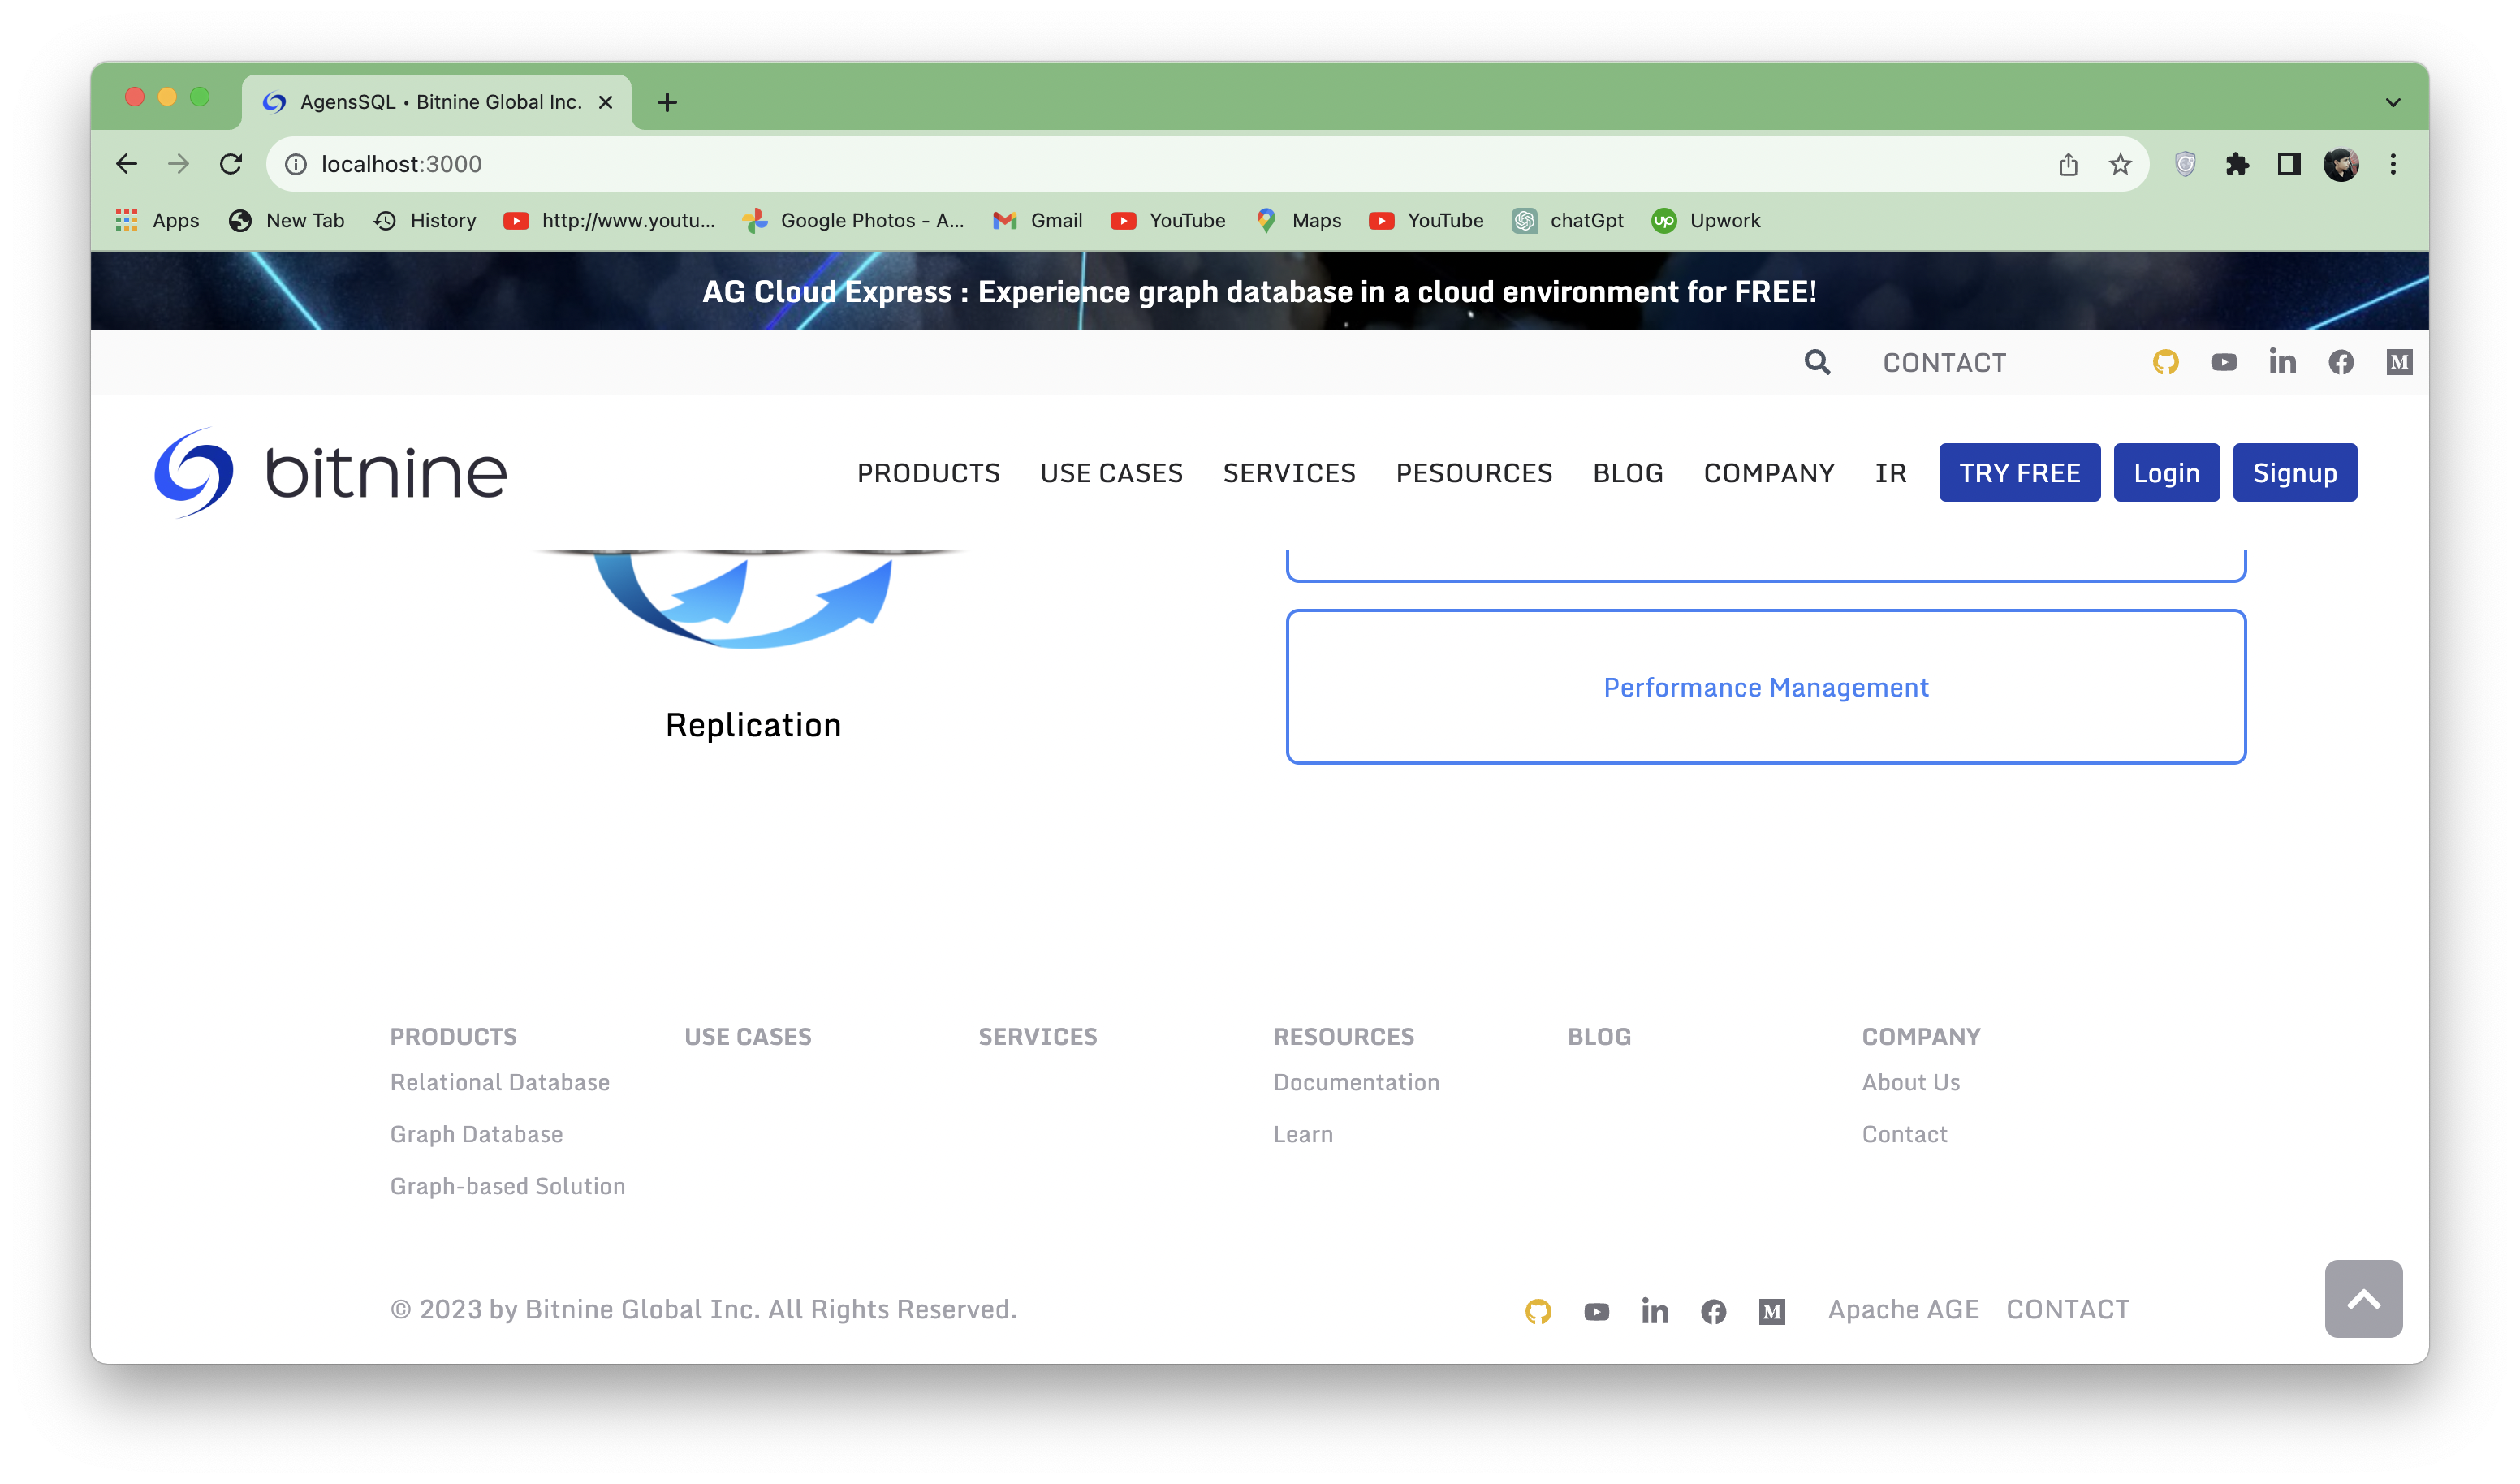 AgensSQL • Bitnine Global Inc.
localhost:3000
Apps New Tab History http://www.youtu... Google Photos - A... Gmail YouTube Maps YouTube chatGpt up Upwork
AG Cloud Express : Experience graph database in a cloud environment for FREE!
CONTACT in M
bitnine PRODUCTS USE CASES SERVICES PESOURCES BLOG COMPANY IR TRY FREE Login Signup
Performance Management
Replication
PRODUCTS USE CASES SERVICES RESOURCES BLOG COMPANY
Relational Database Documentation About Us
Graph Database Learn Contact
Graph-based Solution
© 2023 by Bitnine Global Inc. All Rights Reserved. in M Apache AGE CONTACT